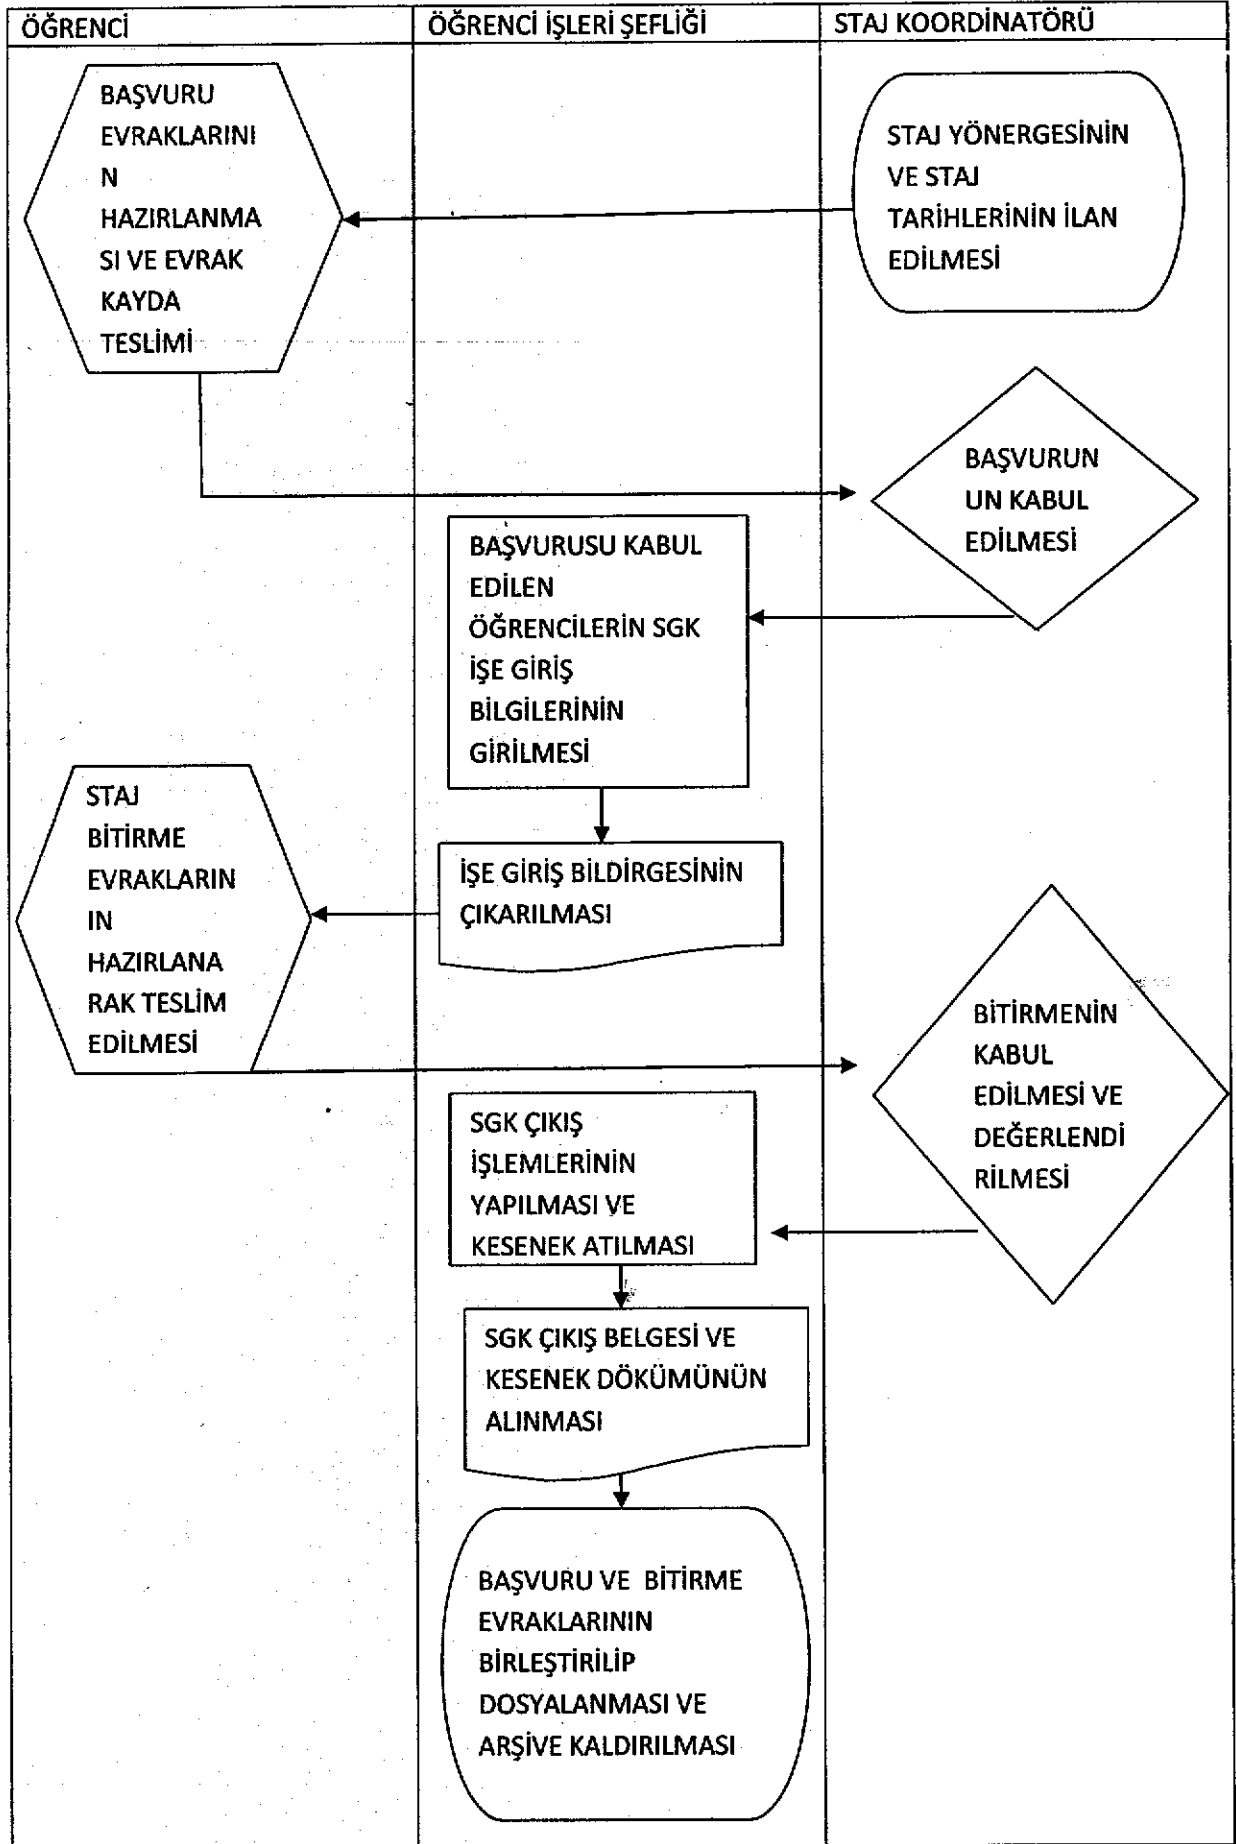 ÖĞRENCİ
ÖĞRENCİ İŞLERİ ŞEFLİĞİ
STAJ KOORDİNATÖRÜ
STAJ YÖNERGESİNİN
VE STAJ
TARİHLERİNİN İLAN
EDİLMESİ
BAŞVURU
EVRAKLARINI
N
HAZIRLANMA
SI VE EVRAK
KAYDA
TESLİMİ
BAŞVURUN
UN KABUL
EDİLMESİ
BAŞVURUSU KABUL
EDİLEN
ÖĞRENCİLERİN SGK
İŞE GİRİŞ
BİLGİLERİNİN
GİRİLMESİ
İŞE GİRİŞ BİLDİRGESİNİN
ÇIKARILMASI
STAJ
BİTİRME
EVRAKLARIN
IN
HAZIRLANA
RAK TESLİM
EDİLMESİ
BİTİRMENİN
KABUL
EDİLMESİ VE
DEĞERLENDİ
RİLMESİ
SGK ÇIKIŞ
İŞLEMLERİNİN
YAPILMASI VE
KESENEK ATILMASI
SGK ÇIKIŞ BELGESİ VE
KESENEK DÖKÜMÜNÜN
ALINMASI
BAŞVURU VE BİTİRME
EVRAKLARININ
BİRLEŞTİRİLİP
DOSYALANMASI VE
ARŞİVE KALDIRILMASI